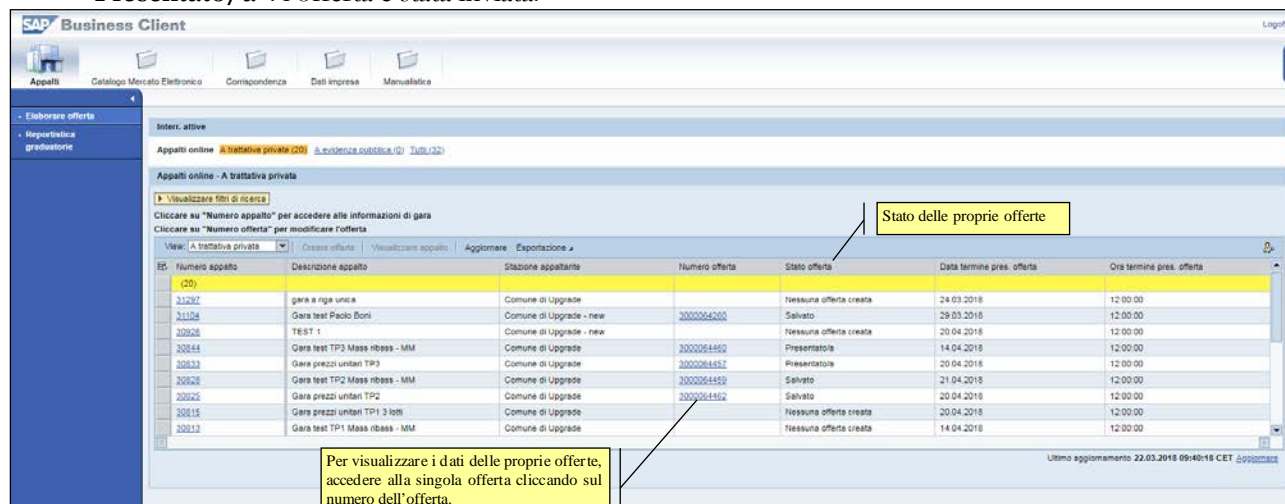 Presentato/a → l'offerta è stata inviata.
SAP Business Client
Logoff
Appalti
Catalogo Mercato Elettronico
Corrispondenza
Dati impresa
Manualistica
Elaborare offerta
Reportistica graduatorie
Interr. attive
Appalti online A trattativa privata (20) A evidenza pubblica (0) Tutti (32)
Appalti online - A trattativa privata
Visualizzare filtri di ricerca
Cliccare su "Numero appalto" per accedere alle informazioni di gara
Cliccare su "Numero offerta" per modificare l'offerta
Stato delle proprie offerte
View: A trattativa privata Creare offerta Visualizzare appalto Aggiornare Esportazione
Numero appalto Descrizione appalto Stazione appaltante Numero offerta Stato offerta Data termine pres. offerta Ora termine pres. offerta
(20)
31297 gara a riga unica Comune di Upgrade Nessuna offerta creata 24.03.2018 12:00:00
31104 Gara test Paolo Boni Comune di Upgrade - new 3000064260 Salvato 29.03.2018 12:00:00
30926 TEST 1 Comune di Upgrade - new Nessuna offerta creata 20.04.2018 12:00:00
30844 Gara test TP3 Mass ribass - MM Comune di Upgrade 3000064460 Presentato/a 14.04.2018 12:00:00
30833 Gara prezzi unitari TP3 Comune di Upgrade 3000064457 Presentato/a 20.04.2018 12:00:00
30828 Gara test TP2 Mass ribass - MM Comune di Upgrade 3000064459 Salvato 21.04.2018 12:00:00
30825 Gara prezzi unitari TP2 Comune di Upgrade 3000064462 Salvato 20.04.2018 12:00:00
30815 Gara prezzi unitari TP1 3 lotti Comune di Upgrade Nessuna offerta creata 20.04.2018 12:00:00
30813 Gara test TP1 Mass ribass - MM Comune di Upgrade Nessuna offerta creata 14.04.2018 12:00:00
Ultimo aggiornamento 22.03.2018 09:40:18 CET Aggiornare
Per visualizzare i dati delle proprie offerte,
accedere alla singola offerta cliccando sul
numero dell'offerta.